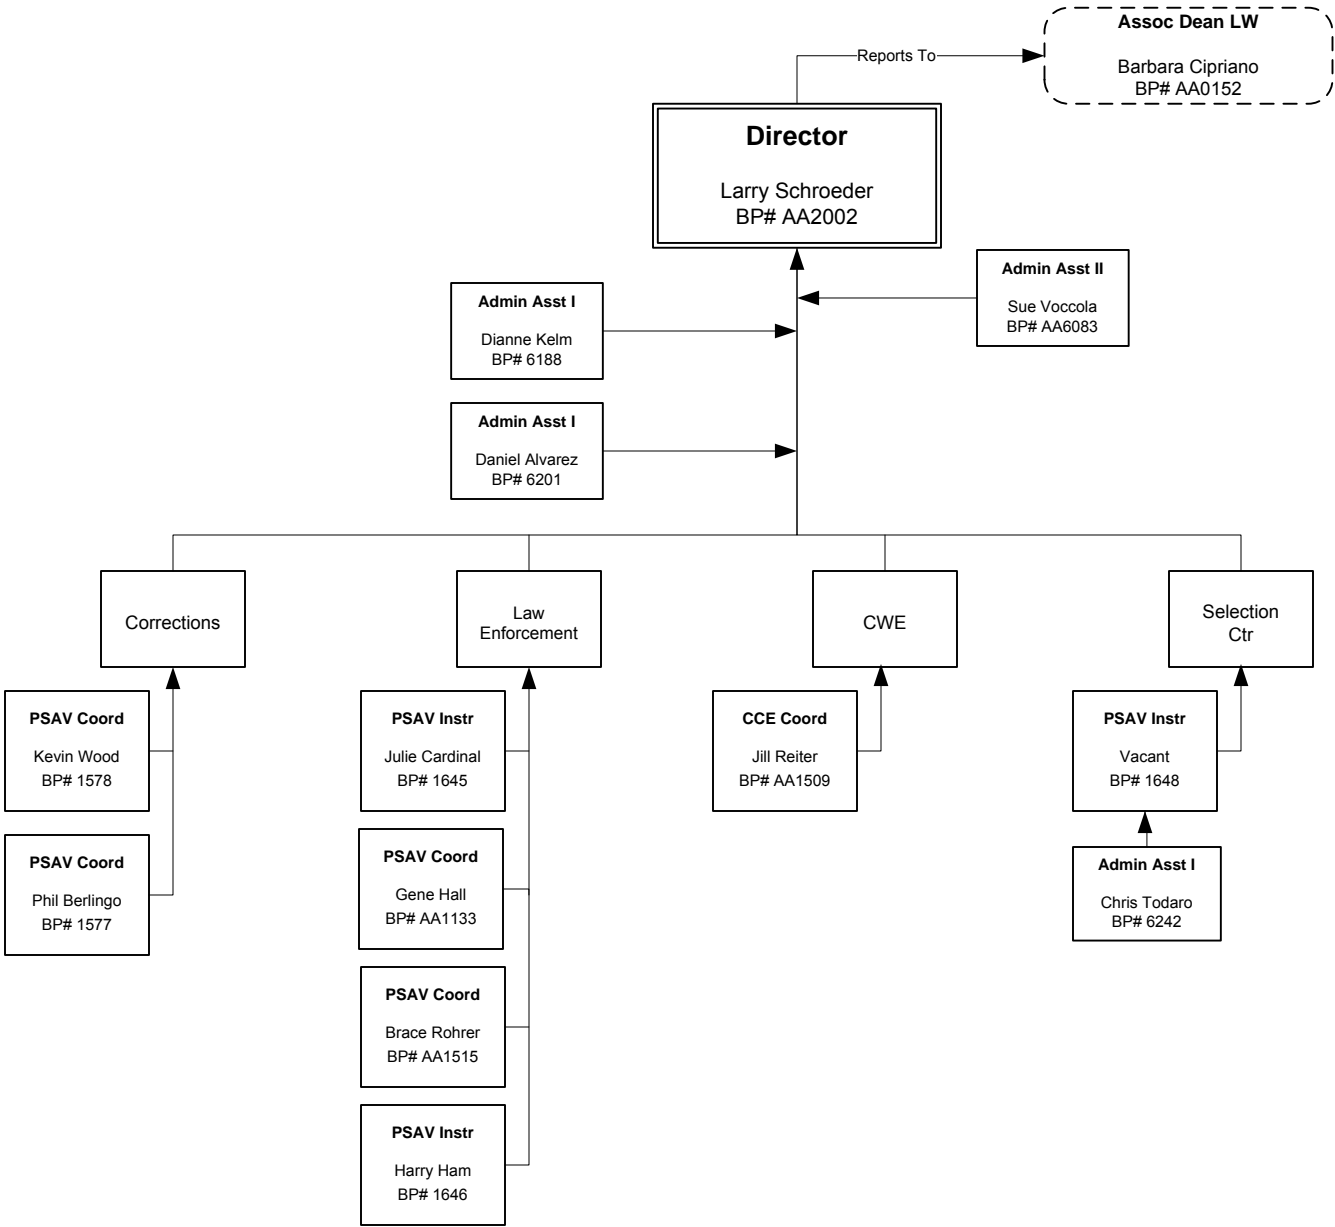 Assoc Dean LW
Barbara Cipriano
BP# AA0152
Reports To
Director
Larry Schroeder
BP# AA2002
Admin Asst II
Sue Voccola
BP# AA6083
Admin Asst I
Dianne Kelm
BP# 6188
Admin Asst I
Daniel Alvarez
BP# 6201
Corrections
Law
Enforcement
CWE
Selection
Ctr
PSAV Coord
Kevin Wood
BP# 1578
PSAV Coord
Phil Berlingo
BP# 1577
PSAV Instr
Julie Cardinal
BP# 1645
PSAV Coord
Gene Hall
BP# AA1133
PSAV Coord
Brace Rohrer
BP# AA1515
PSAV Instr
Harry Ham
BP# 1646
CCE Coord
Jill Reiter
BP# AA1509
PSAV Instr
Vacant
BP# 1648
Admin Asst I
Chris Todaro
BP# 6242